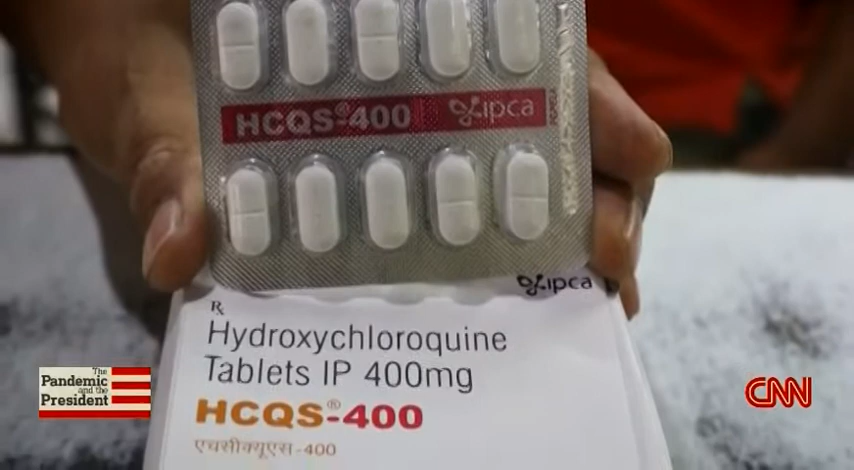 HCQS®-400
ipca
ipca
Rx
Hydroxychloroquine
Tablets IP 400mg
HCQS®-400
एचसीक्यूएस-400
The
Pandemic
and the
President
CNN